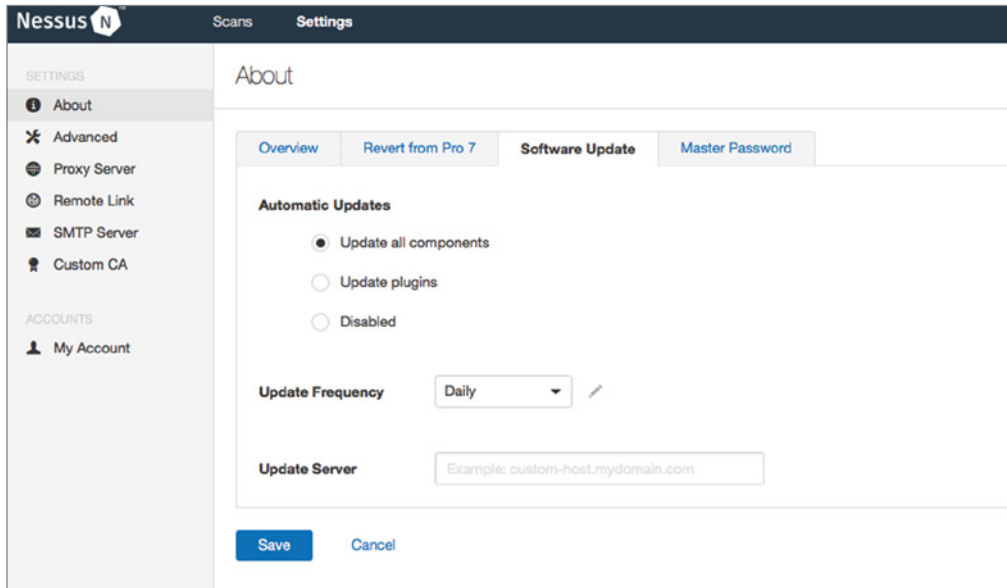 Nessus N™ Scans Settings
SETTINGS
About
Advanced
Proxy Server
Remote Link
SMTP Server
Custom CA
ACCOUNTS
My Account
About
Overview Revert from Pro 7 Software Update Master Password
Automatic Updates
Update all components
Update plugins
Disabled
Update Frequency Daily
Update Server Example: custom-host.mydomain.com
Save Cancel